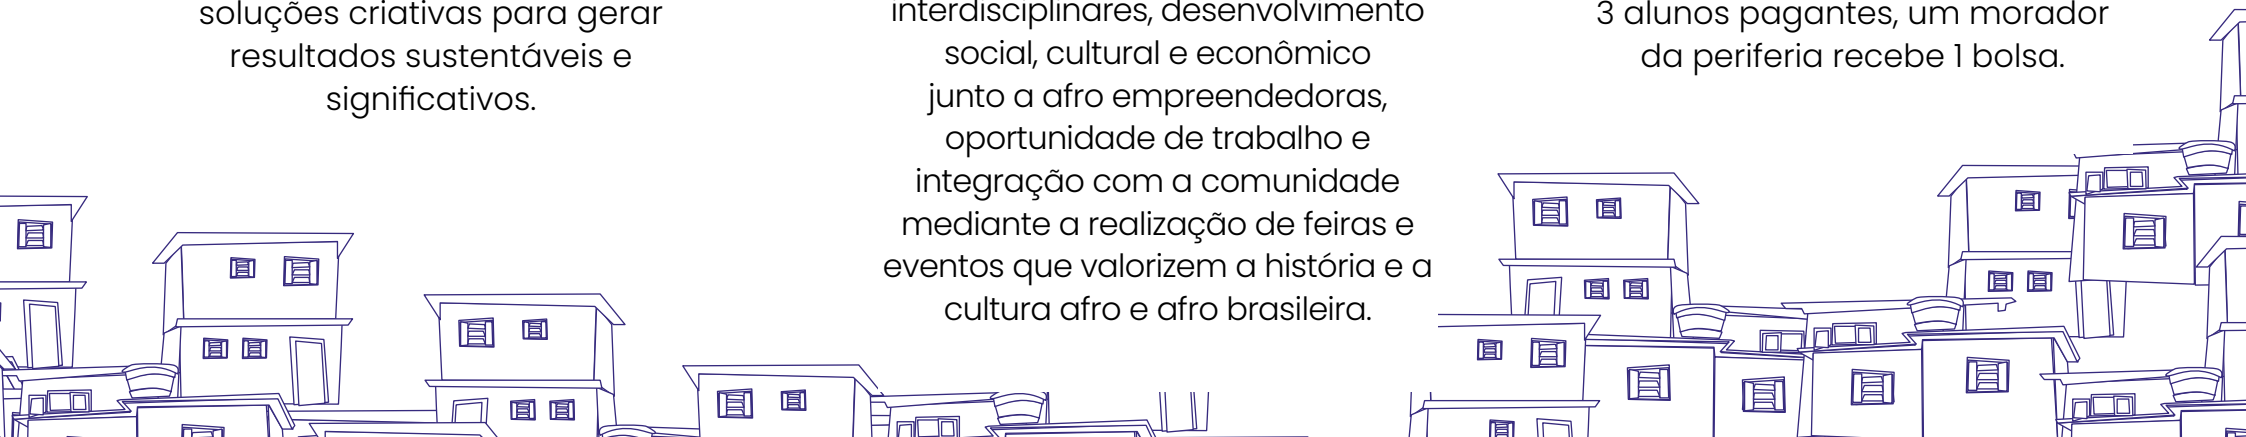 soluções criativas para gerar
resultados sustentáveis e
significativos.
interdisciplinares, desenvolvimento
social, cultural e econômico
junto a afro empreendedoras,
oportunidade de trabalho e
integração com a comunidade
mediante a realização de feiras e
eventos que valorizem a história e a
cultura afro e afro brasileira.
3 alunos pagantes, um morador
da periferia recebe 1 bolsa.